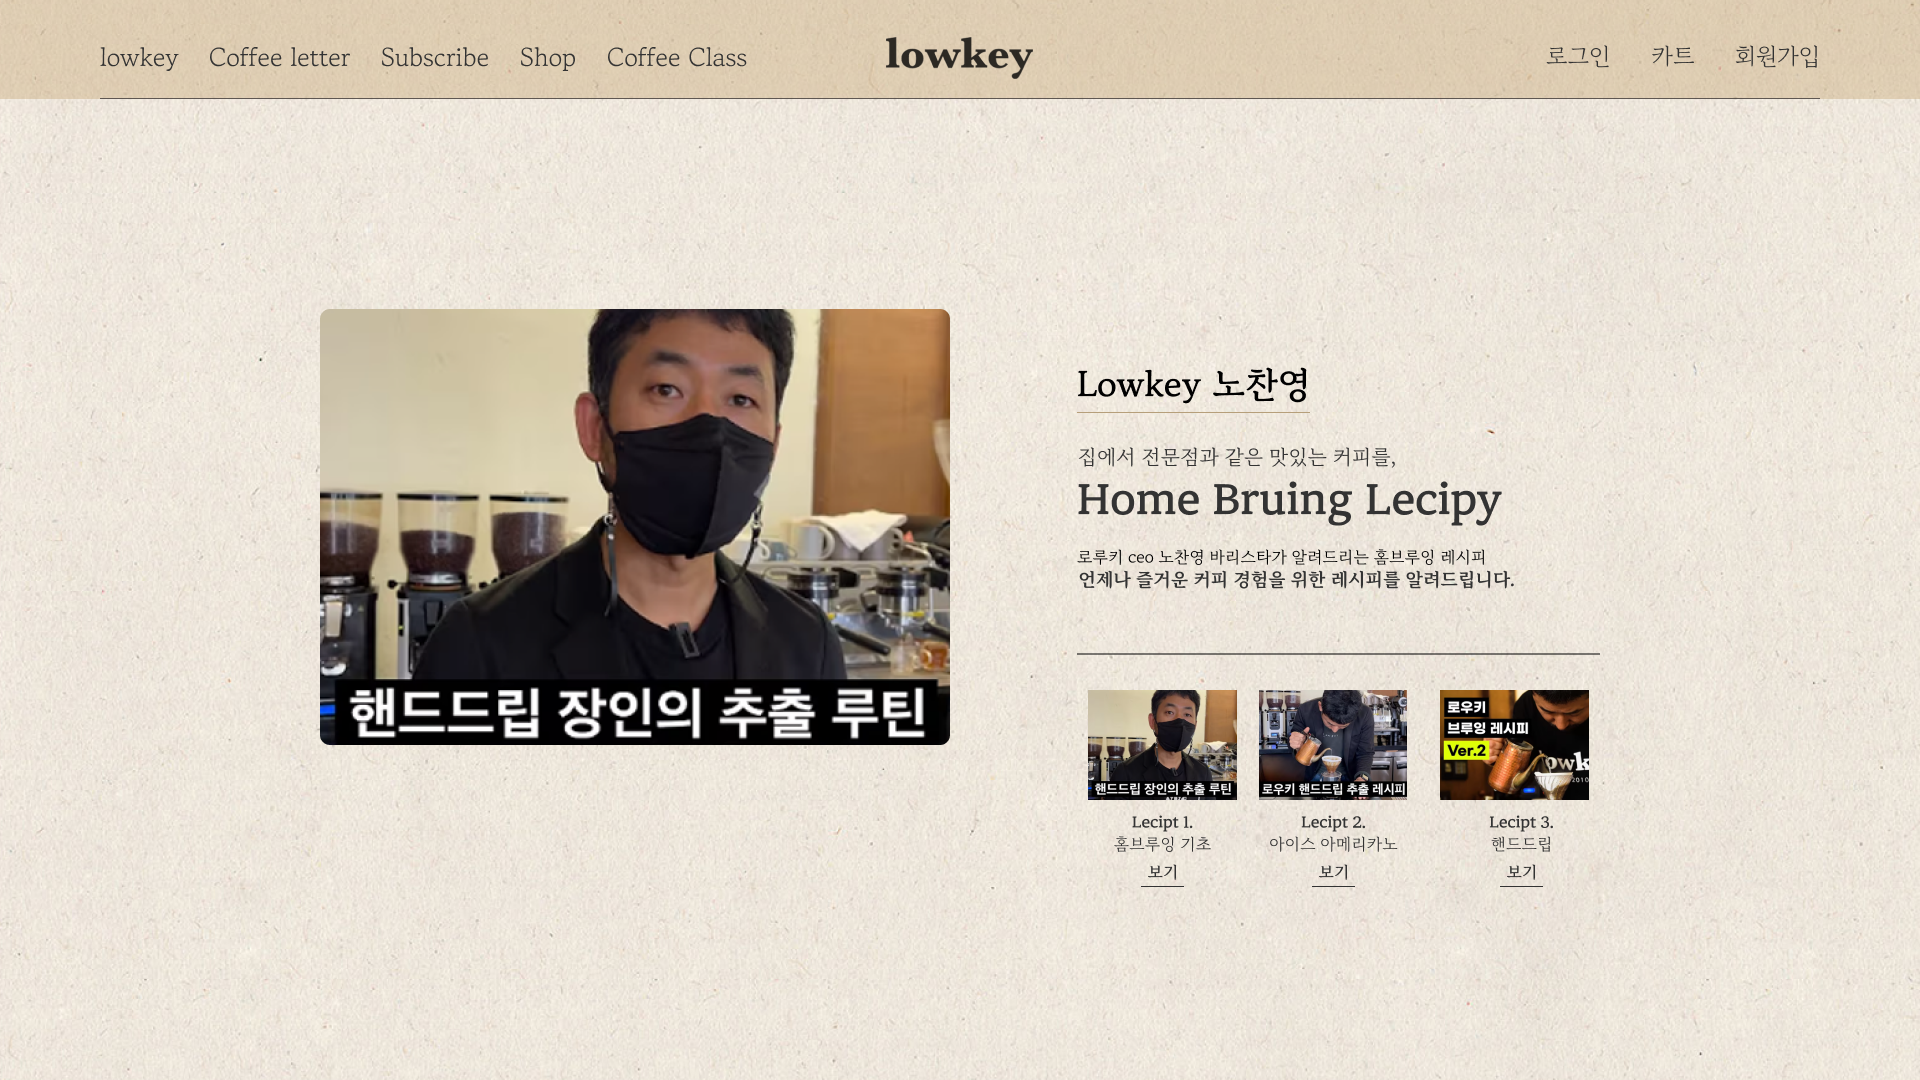 lowkey Coffee letter Subscribe Shop Coffee Class
lowkey
로그인 카트 회원가입
핸드드립 장인의 추출 루틴
Lowkey 노찬영
집에서 전문점과 같은 맛있는 커피를,
Home Bruing Lecipy
로루키 ceo 노찬영 바리스타가 알려드리는 홈브루잉 레시피
언제나 즐거운 커피 경험을 위한 레시피를 알려드립니다.
핸드드립 장인의 추출 루틴
Lecipt 1.
홈브루잉 기초
보기
로우키 핸드드립 추출 레시피
Lecipt 2.
아이스 아메리카노
보기
로우키
브루잉 레시피
Ver.2
owk
2010
Lecipt 3.
핸드드립
보기